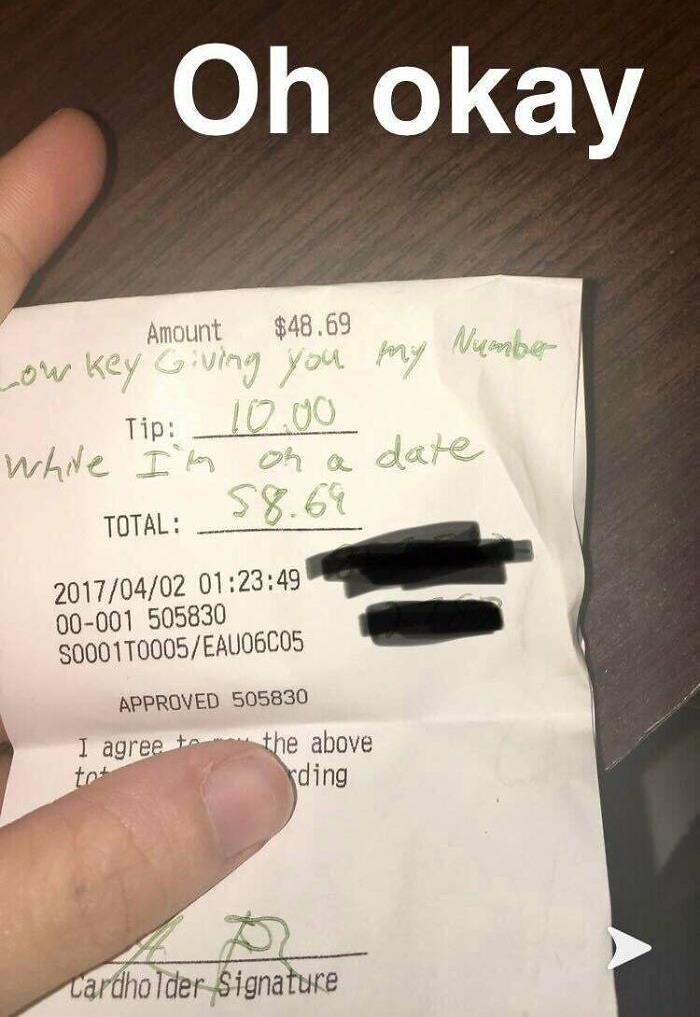 Oh okay
Amount $48.69
Low key Giving you my Number
Tip: 10.00
While I'm on a date
TOTAL: 58.69
2017/04/02 01:23:49
00-001 505830
S0001T0005/EAU06C05
APPROVED 505830
I agree to the above
Cardholder Signature